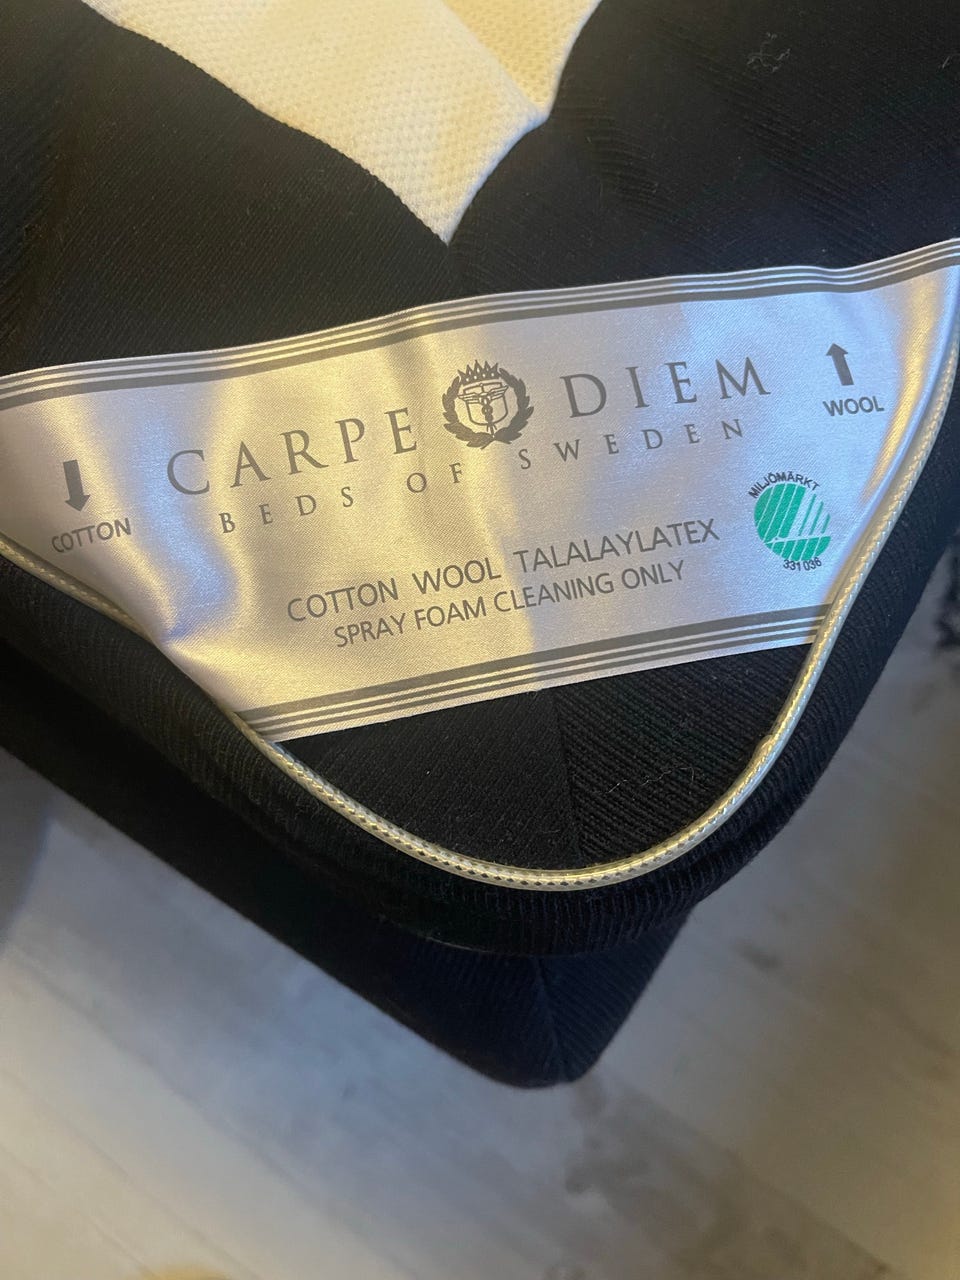 CARPE DIEM
BEDS OF SWEDEN
WOOL
COTTON
COTTON WOOL TALALAYLATEX
SPRAY FOAM CLEANING ONLY
MILJÖMÄRKT
331 036